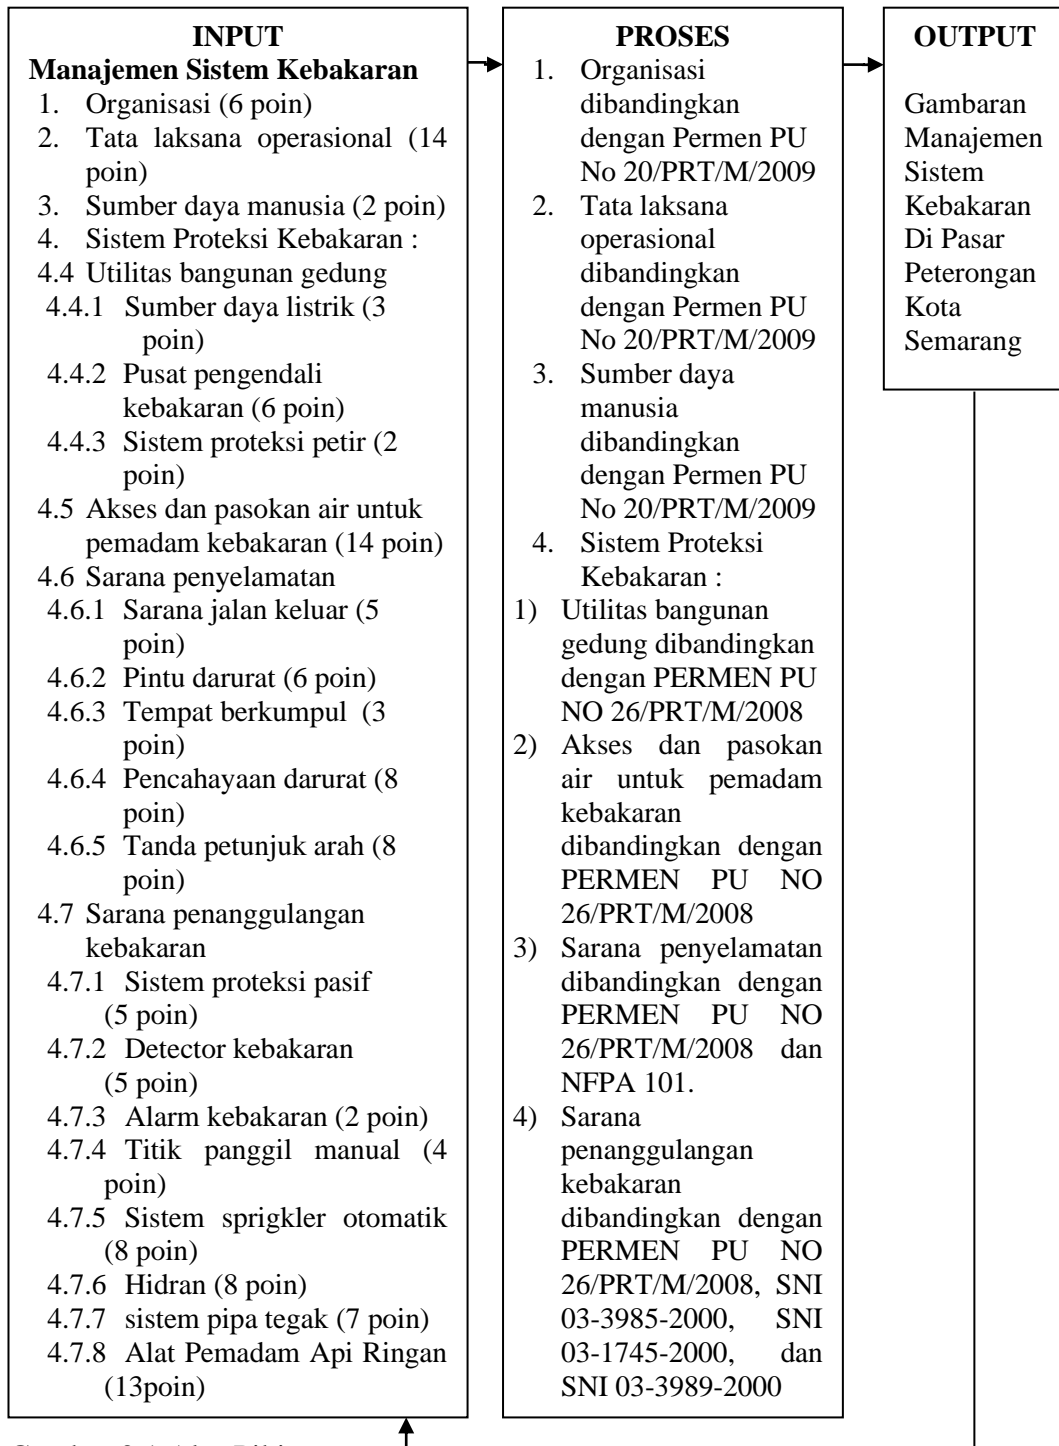 INPUT
Manajemen Sistem Kebakaran
1. Organisasi (6 poin)
2. Tata laksana operasional (14
poin)
3. Sumber daya manusia (2 poin)
4. Sistem Proteksi Kebakaran :
4.4 Utilitas bangunan gedung
4.4.1 Sumber daya listrik (3
poin)
4.4.2 Pusat pengendali
kebakaran (6 poin)
4.4.3 Sistem proteksi petir (2
poin)
4.5 Akses dan pasokan air untuk
pemadam kebakaran (14 poin)
4.6 Sarana penyelamatan
4.6.1 Sarana jalan keluar (5
poin)
4.6.2 Pintu darurat (6 poin)
4.6.3 Tempat berkumpul (3
poin)
4.6.4 Pencahayaan darurat (8
poin)
4.6.5 Tanda petunjuk arah (8
poin)
4.7 Sarana penanggulangan
kebakaran
4.7.1 Sistem proteksi pasif
(5 poin)
4.7.2 Detector kebakaran
(5 poin)
4.7.3 Alarm kebakaran (2 poin)
4.7.4 Titik panggil manual (4
poin)
4.7.5 Sistem sprigkler otomatik
(8 poin)
4.7.6 Hidran (8 poin)
4.7.7 sistem pipa tegak (7 poin)
4.7.8 Alat Pemadam Api Ringan
(13poin)
PROSES
1. Organisasi
dibandingkan
dengan Permen PU
No 20/PRT/M/2009
2. Tata laksana
operasional
dibandingkan
dengan Permen PU
No 20/PRT/M/2009
3. Sumber daya
manusia
dibandingkan
dengan Permen PU
No 20/PRT/M/2009
4. Sistem Proteksi
Kebakaran :
1) Utilitas bangunan
gedung dibandingkan
dengan PERMEN PU
NO 26/PRT/M/2008
2) Akses dan pasokan
air untuk pemadam
kebakaran
dibandingkan dengan
PERMEN PU NO
26/PRT/M/2008
3) Sarana penyelamatan
dibandingkan dengan
PERMEN PU NO
26/PRT/M/2008 dan
NFPA 101.
4) Sarana
penanggulangan
kebakaran
dibandingkan dengan
PERMEN PU NO
26/PRT/M/2008, SNI
03-3985-2000, SNI
03-1745-2000, dan
SNI 03-3989-2000
OUTPUT
Gambaran
Manajemen
Sistem
Kebakaran
Di Pasar
Peterongan
Kota
Semarang